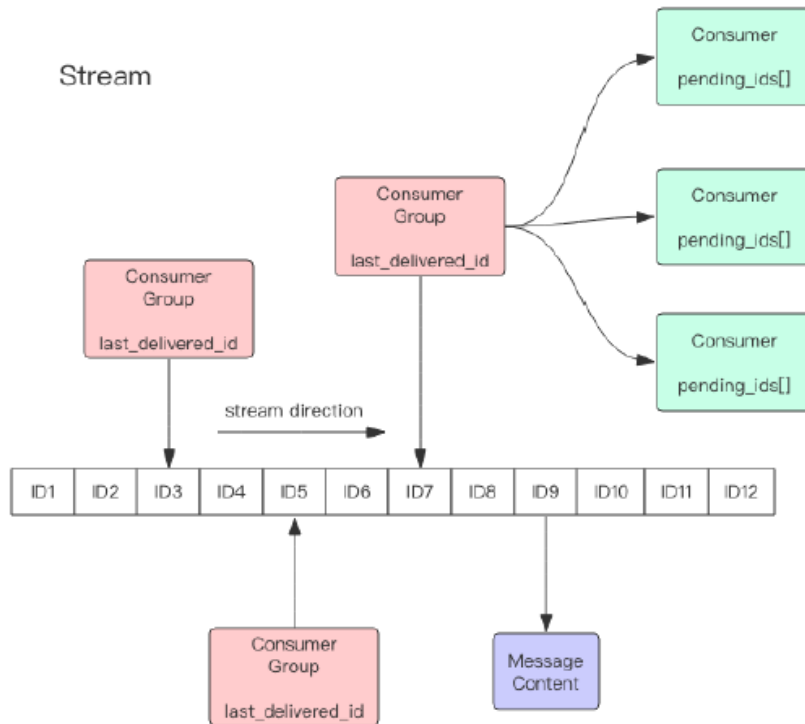 Stream
Consumer
pending_ids[]
Consumer
Group
last_delivered_id
Consumer
pending_ids[]
Consumer
Group
last_delivered_id
Consumer
pending_ids[]
stream direction
ID1 ID2 ID3 ID4 ID5 ID6 ID7 ID8 ID9 ID10 ID11 ID12
Consumer
Group
last_delivered_id
Message
Content